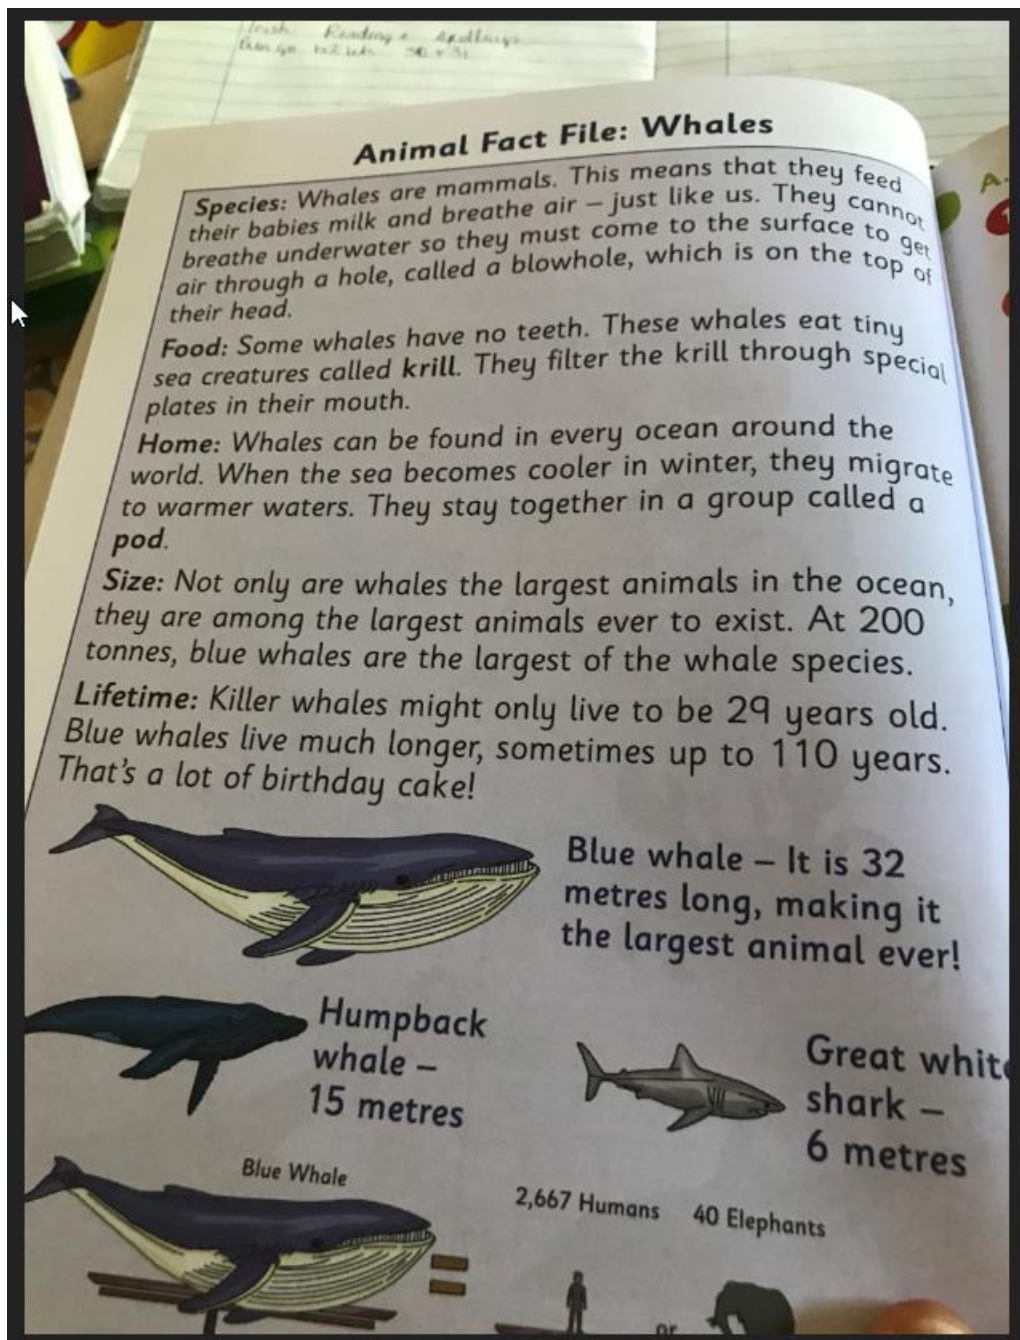 Reading &
Animal Fact File: Whales
Species: Whales are mammals. This means that they feed
their babies milk and breathe air – just like us. They cannot
breathe underwater so they must come to the surface to get
air through a hole, called a blowhole, which is on the top of
their head.
Food: Some whales have no teeth. These whales eat tiny
sea creatures called krill. They filter the krill through special
plates in their mouth.
Home: Whales can be found in every ocean around the
world. When the sea becomes cooler in winter, they migrate
to warmer waters. They stay together in a group called a
pod.
Size: Not only are whales the largest animals in the ocean,
they are among the largest animals ever to exist. At 200
tonnes, blue whales are the largest of the whale species.
Lifetime: Killer whales might only live to be 29 years old.
Blue whales live much longer, sometimes up to 110 years.
That's a lot of birthday cake!
Blue whale – It is 32
metres long, making it
the largest animal ever!
Humpback
whale –
15 metres
Great white
shark –
6 metres
Blue Whale
=
2,667 Humans
40 Elephants
or
A